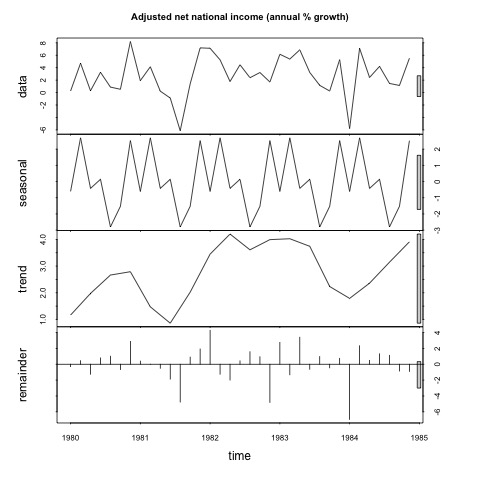 Adjusted net national income (annual % growth)
data
-6 -2 0 2 4 6 8
seasonal
-3 -2 -1 0 1 2
trend
1.0 2.0 3.0 4.0
remainder
-6 -4 -2 0 2 4
1980 1981 1982 1983 1984 1985
time